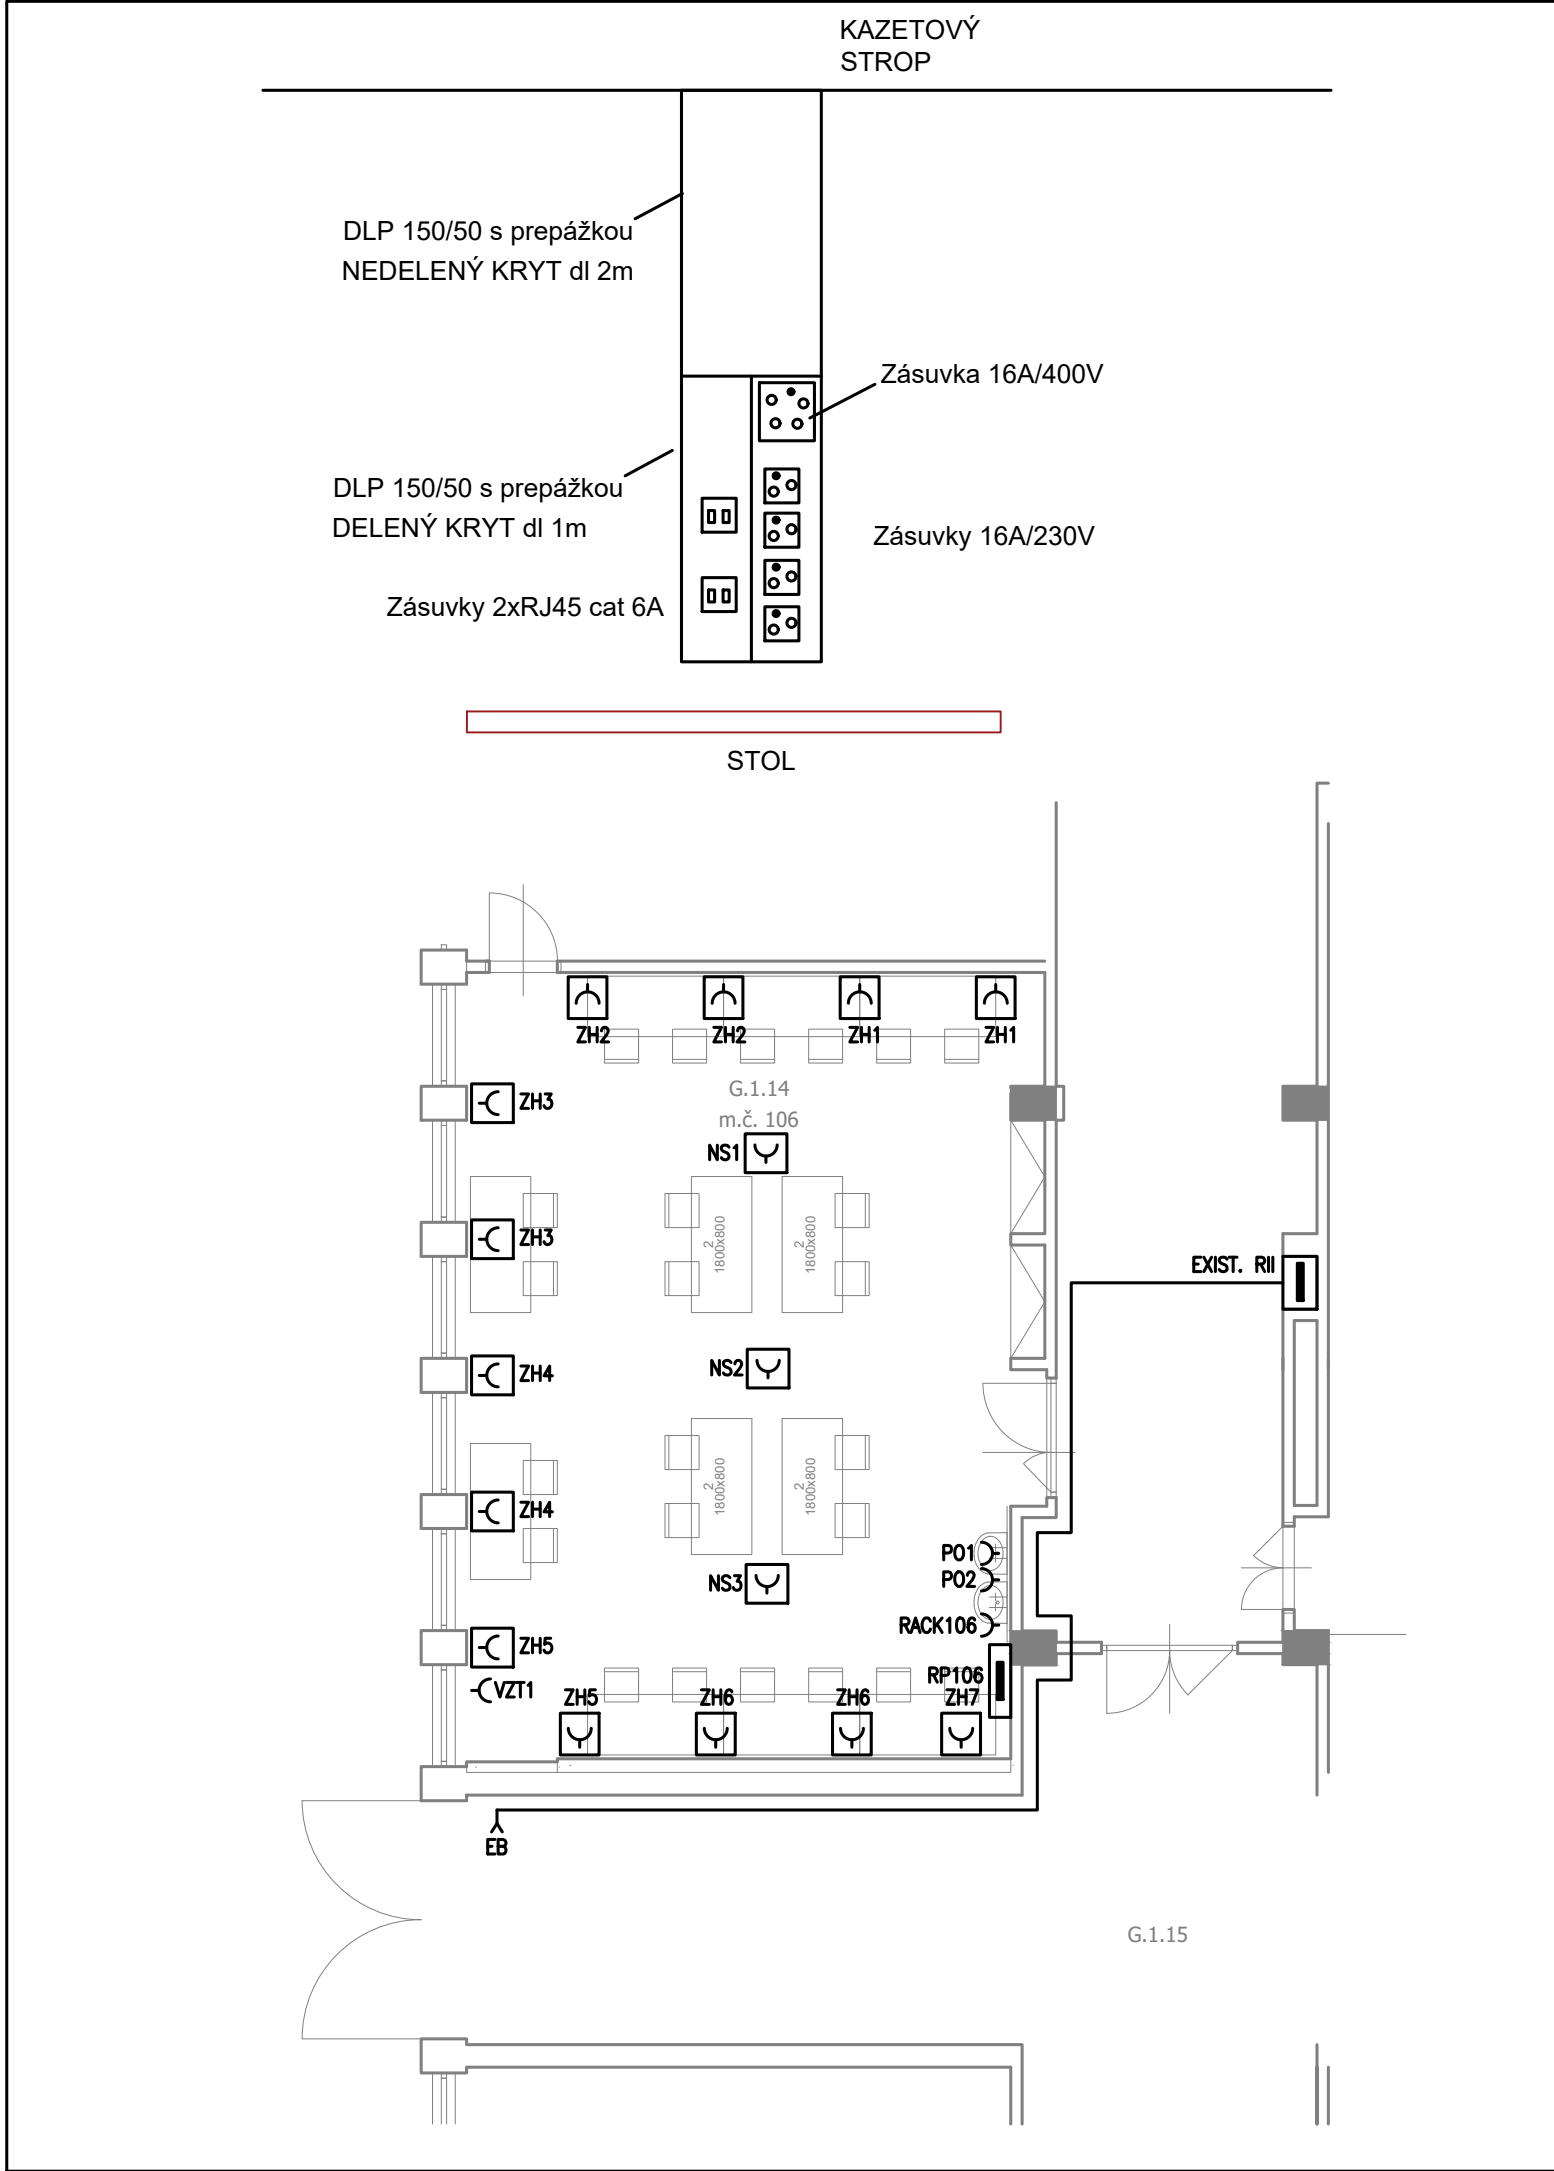 KAZETOVÝ
STROP
DLP 150/50 s prepážkou
NEDELENÝ KRYT dl 2m
Zásuvka 16A/400V
DLP 150/50 s prepážkou
DELENÝ KRYT dl 1m
Zásuvky 16A/230V
Zásuvky 2xRJ45 cat 6A
STOL
ZH2
ZH2
ZH1
ZH1
G.1.14
m.č. 106
ZH3
NS1
ZH3
2
1800x800
2
1800x800
EXIST. RII
NS2
ZH4
2
1800x800
2
1800x800
ZH4
PO1
PO2
NS3
RACK106
ZH5
RP106
VZT1
ZH5
ZH6
ZH6
ZH7
EB
G.1.15